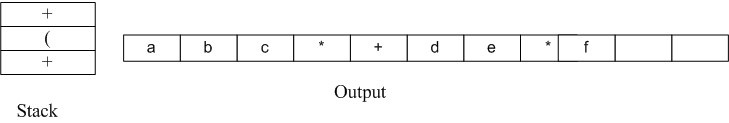 +
(
+
a b c * + d e * f
Output
Stack